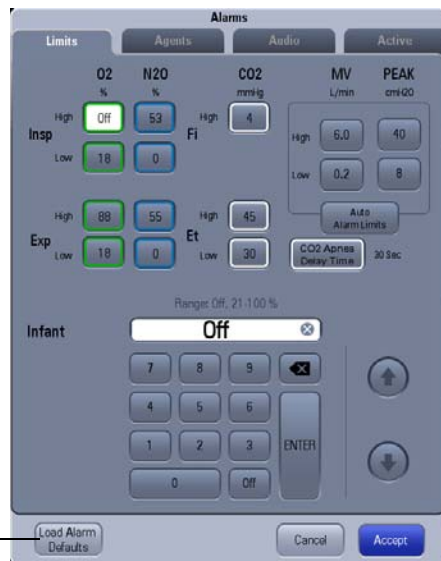 Alarms
Limits Agents Audio Active
O2 N2O CO2 MV PEAK
% % mmHg L/min cmH2O
Insp High Off 53 Fi High 4
High 6.0 40
Low 18 0
Low 0.2 8
Auto
Alarm Limits
Exp High 88 55 Et High 45
Low 18 0 Low 30
CO2 Apnea
Delay Time 30 Sec
Range: Off, 21-100 %
Infant Off
7 8 9
4 5 6
1 2 3 ENTER
0 Off
Load Alarm
Defaults
Cancel Accept